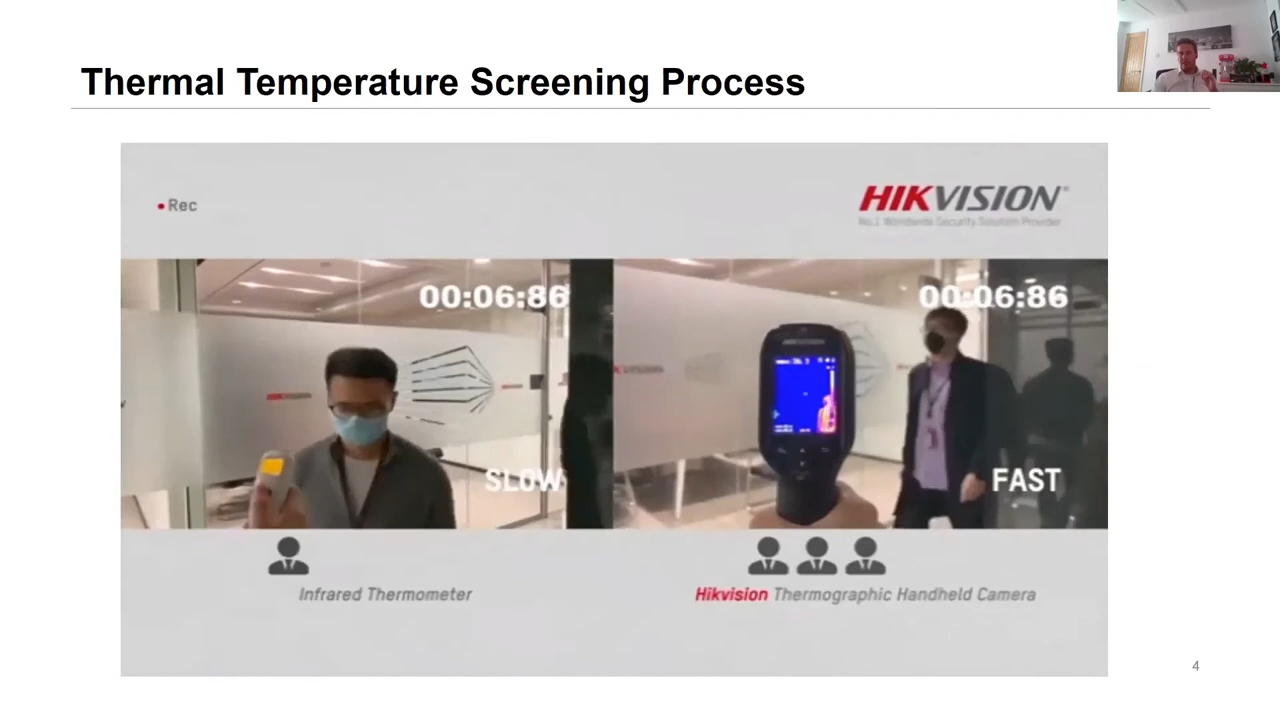 Thermal Temperature Screening Process
Rec
HIKVISION®
No.1 Worldwide Security Solution Provider
00:06:86
00:06:86
SLOW
FAST
Infrared Thermometer
Hikvision Thermographic Handheld Camera
4